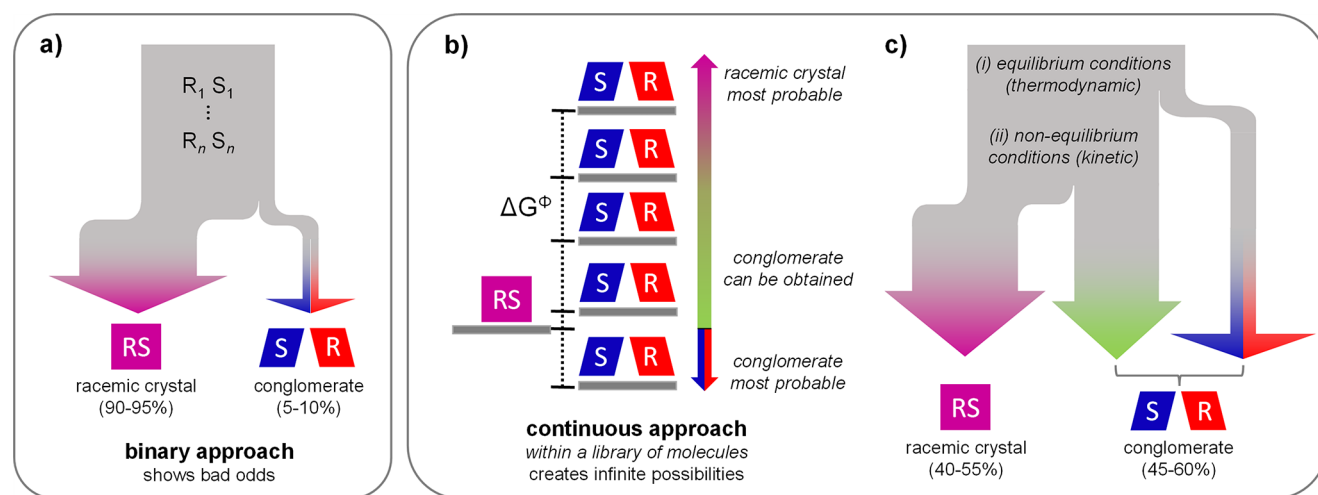 a)
R1 S1
⋮
Rn Sn
RS
racemic crystal
(90-95%)
S R
conglomerate
(5-10%)
binary approach
shows bad odds
b)
S R
S R
S R
S R
S R
ΔGΦ
RS
racemic crystal
most probable
conglomerate
can be obtained
conglomerate
most probable
continuous approach
within a library of molecules
creates infinite possibilities
c)
(i) equilibrium conditions
(thermodynamic)
(ii) non-equilibrium
conditions (kinetic)
RS
racemic crystal
(40-55%)
S R
conglomerate
(45-60%)